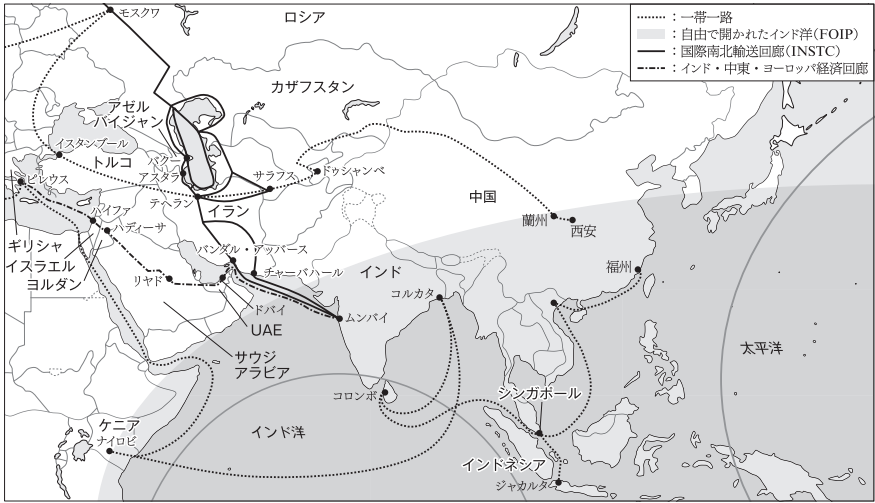 ‥‥‥：一帯一路
：自由で開かれたインド洋（FOIP）
：国際南北輸送回廊（INSTC）
：インド・中東・ヨーロッパ経済回廊
モスクワ
ロシア
カザフスタン
アゼル
バイジャン
イスタンブール
トルコ
バクー
アスタラ
サラフス
ドゥシャンベ
ピレウス
テヘラン
イラン
中国
蘭州
西安
ハイファ
ハディーサ
ギリシャ
イスラエル
ヨルダン
バンダル・アッバース
チャーバハール
インド
福州
リヤド
コルカタ
ドバイ
UAE
ムンバイ
サウジ
アラビア
太平洋
コロンボ
シンガポール
ケニア
ナイロビ
インド洋
インドネシア
ジャカルタ